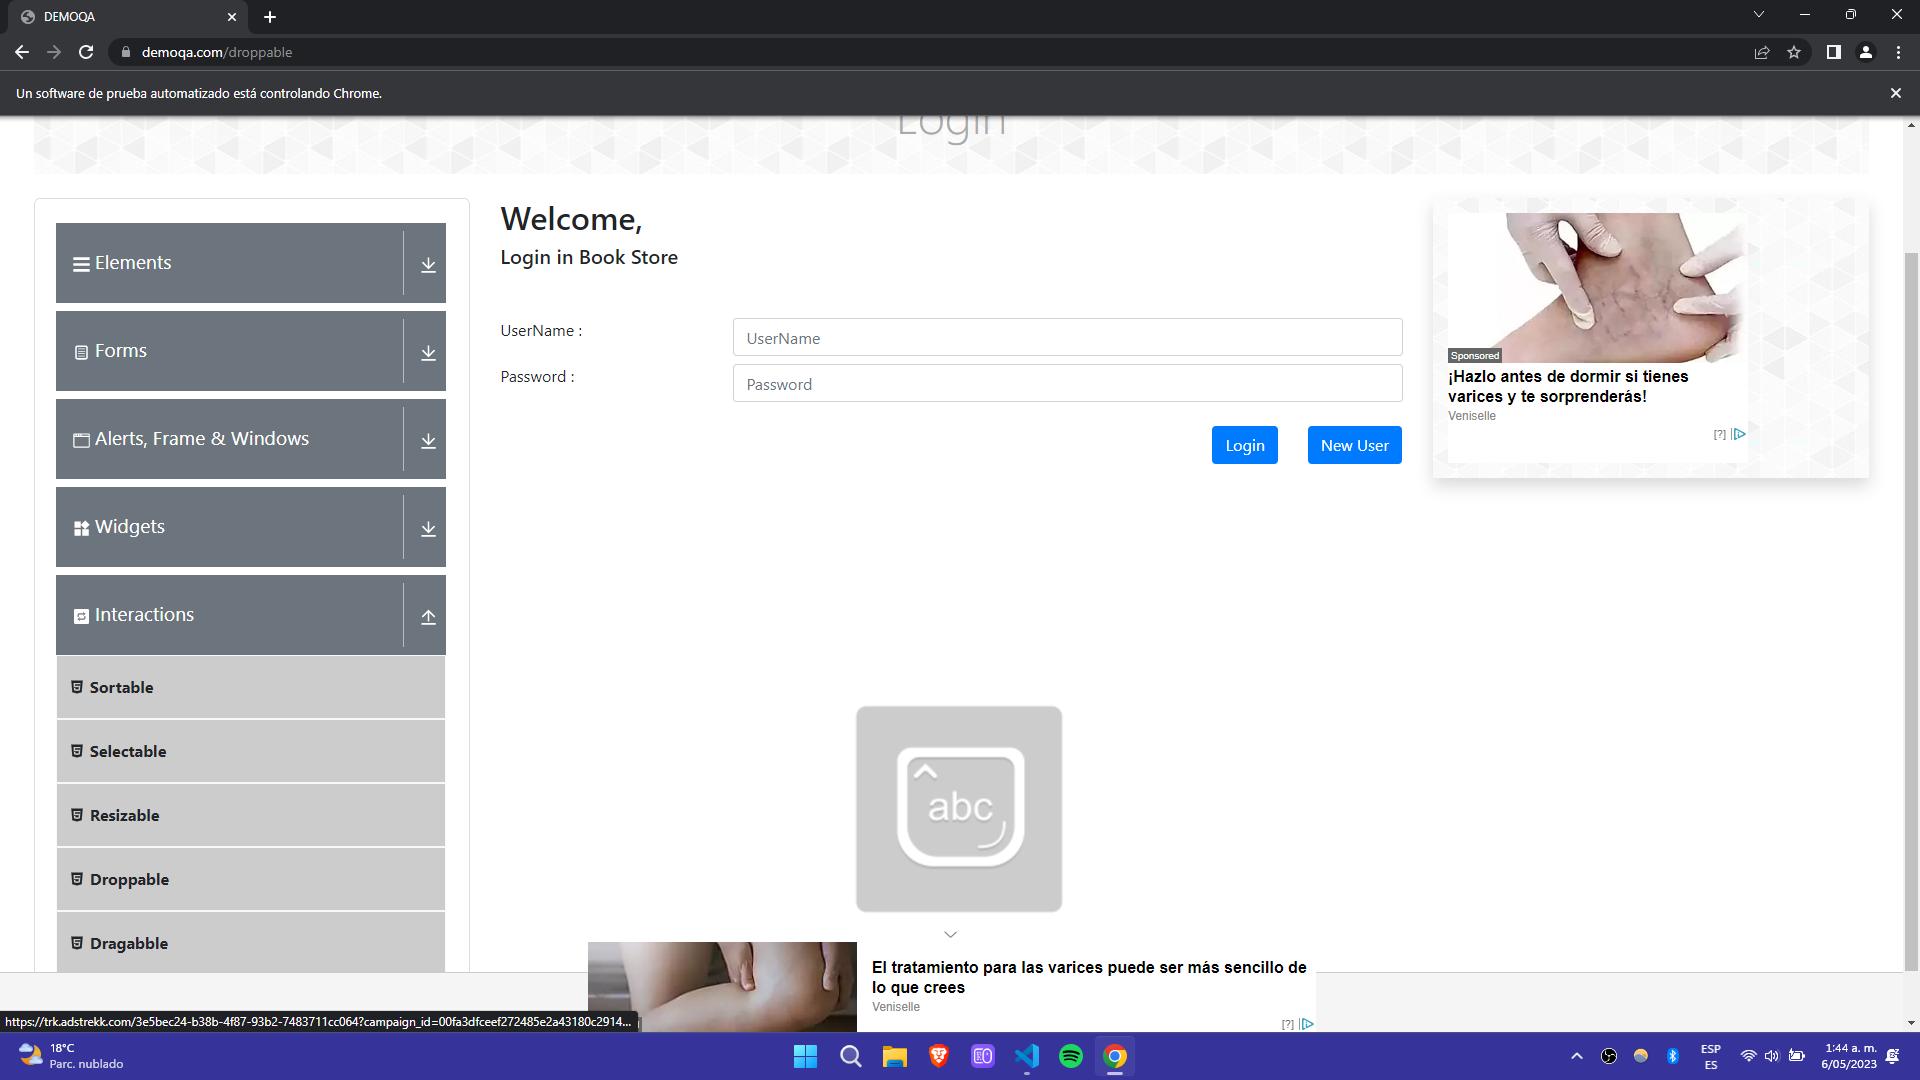 DEMOQA
demoqa.com/droppable
Un software de prueba automatizado está controlando Chrome.
Login
Elements
Forms
Alerts, Frame & Windows
Widgets
Interactions
Sortable
Selectable
Resizable
Droppable
Dragabble
Welcome,
Login in Book Store
UserName :
UserName
Password :
Password
Login
New User
Sponsored
¡Hazlo antes de dormir si tienes
varices y te sorprenderás!
Veniselle
[?]
abc
El tratamiento para las varices puede ser más sencillo de
lo que crees
Veniselle
[?]
https://trk.adstrekk.com/3e5bec24-b38b-4f87-93b2-7483711cc064?campaign_id=00fa3dfceef272485e2a43180c2914...
18°C
Parc. nublado
ESP
ES
1:44 a. m.
6/05/2023